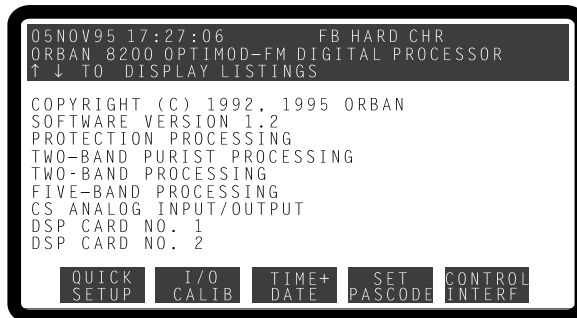 05NOV95 17:27:06 FB HARD CHR
ORBAN 8200 OPTIMOD–FM DIGITAL PROCESSOR
↑ ↓ TO DISPLAY LISTINGS
COPYRIGHT (C) 1992, 1995 ORBAN
SOFTWARE VERSION 1.2
PROTECTION PROCESSING
TWO–BAND PURIST PROCESSING
TWO-BAND PROCESSING
FIVE–BAND PROCESSING
CS ANALOG INPUT/OUTPUT
DSP CARD NO. 1
DSP CARD NO. 2
QUICK I/O TIME+ SET CONTROL
SETUP CALIB DATE PASCODE INTERF